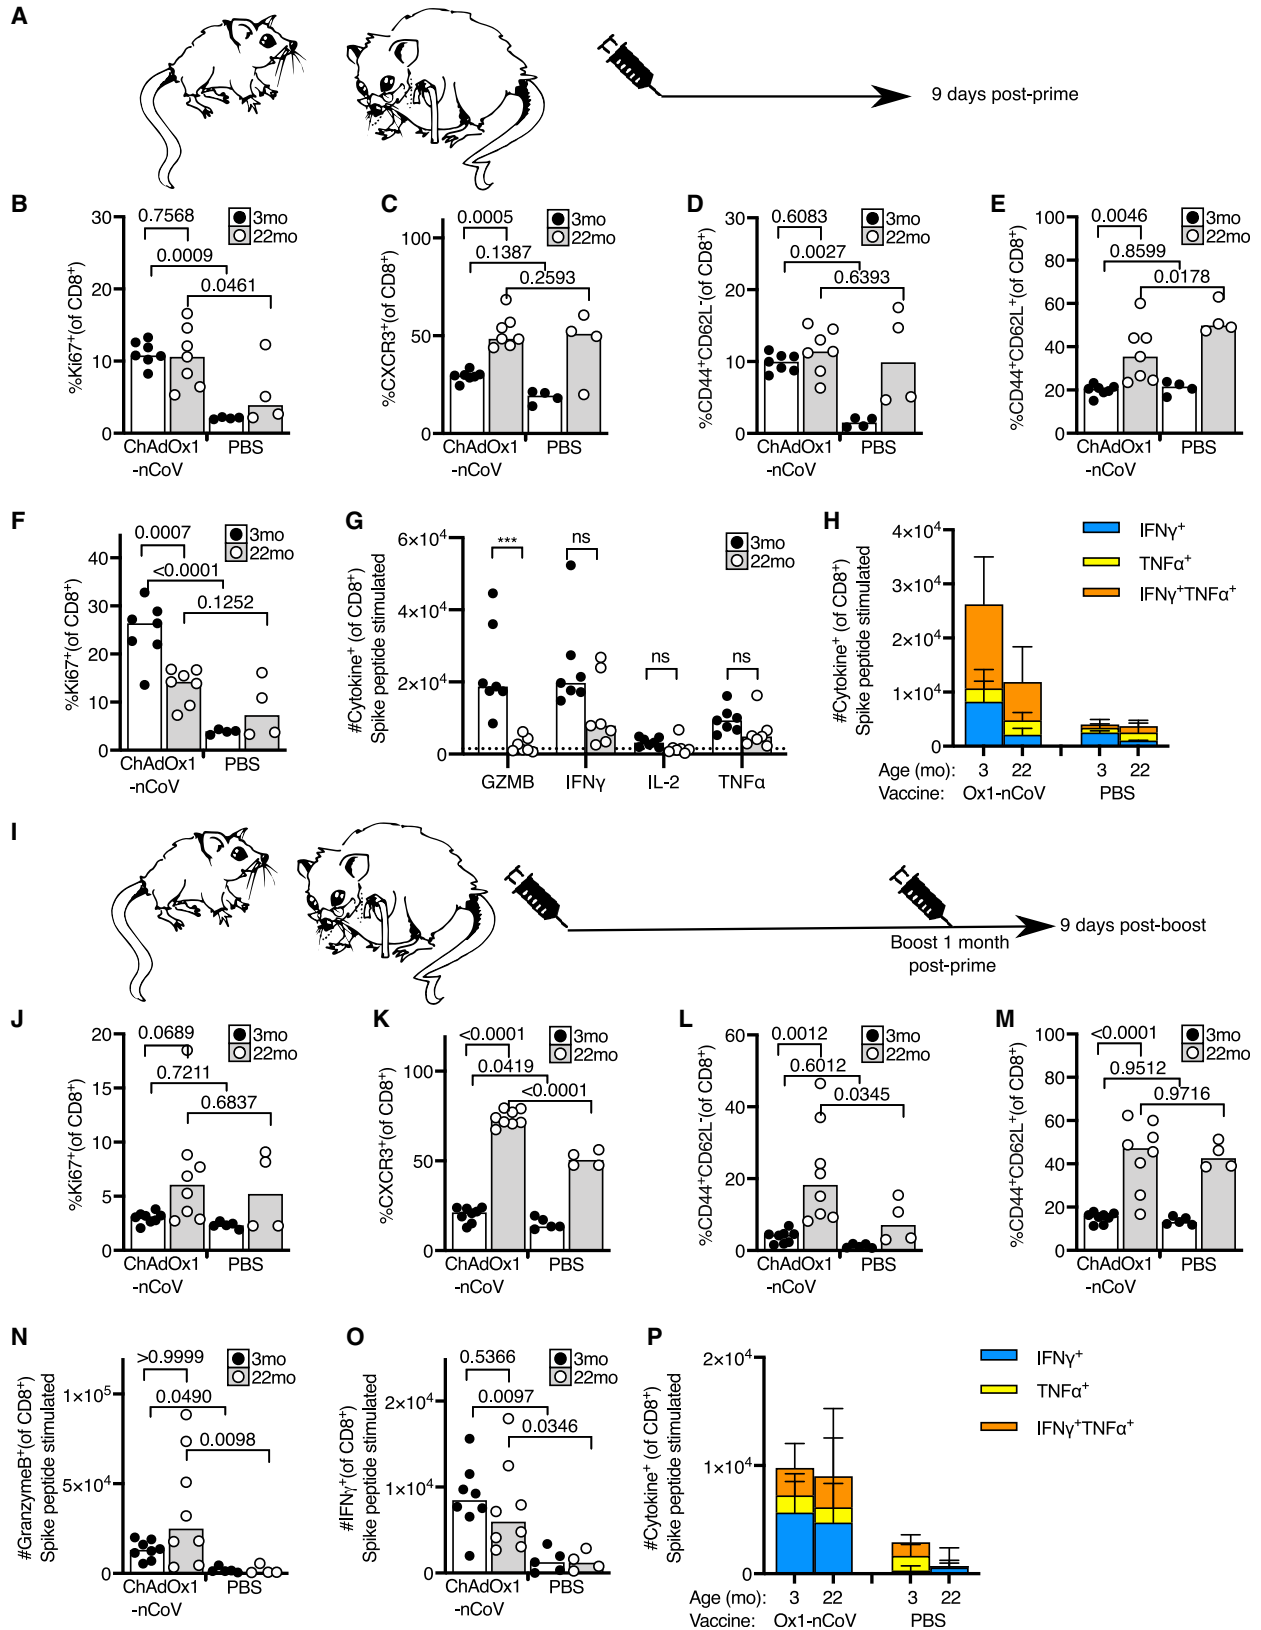 A
9 days post-prime
B
%Ki67⁺(of CD8⁺)
30
20
10
0
0.7568
0.0009
0.0461
3mo
22mo
ChAdOx1
-nCoV
PBS
C
%CXCR3⁺(of CD8⁺)
100
50
0
0.0005
0.1387
0.2593
3mo
22mo
ChAdOx1
-nCoV
PBS
D
%CD44⁺CD62L⁻(of CD8⁺)
30
20
10
0
0.6083
0.0027
0.6393
3mo
22mo
ChAdOx1
-nCoV
PBS
E
%CD44⁺CD62L⁺(of CD8⁺)
100
80
60
40
20
0
0.0046
0.8599
0.0178
3mo
22mo
ChAdOx1
-nCoV
PBS
F
%Ki67⁺(of CD8⁺)
40
30
20
10
0
0.0007
<0.0001
0.1252
3mo
22mo
ChAdOx1
-nCoV
PBS
G
#Cytokine⁺ (of CD8⁺)
Spike peptide stimulated
6×10⁴
4×10⁴
2×10⁴
0
***
ns
ns
ns
3mo
22mo
GZMB
IFNγ
IL-2
TNFα
H
#Cytokine⁺ (of CD8⁺)
Spike peptide stimulated
4×10⁴
3×10⁴
2×10⁴
1×10⁴
0
IFNγ⁺
TNFα⁺
IFNγ⁺TNFα⁺
Age (mo): 3 22 3 22
Vaccine: Ox1-nCoV PBS
I
Boost 1 month
post-prime
9 days post-boost
J
%Ki67⁺(of CD8⁺)
20
15
10
5
0
0.0689
0.7211
0.6837
3mo
22mo
ChAdOx1
-nCoV
PBS
K
%CXCR3⁺(of CD8⁺)
100
50
0
<0.0001
0.0419
<0.0001
3mo
22mo
ChAdOx1
-nCoV
PBS
L
%CD44⁺CD62L⁻(of CD8⁺)
60
40
20
0
0.0012
0.6012
0.0345
3mo
22mo
ChAdOx1
-nCoV
PBS
M
%CD44⁺CD62L⁺(of CD8⁺)
100
80
60
40
20
0
<0.0001
0.9512
0.9716
3mo
22mo
ChAdOx1
-nCoV
PBS
N
#GranzymeB⁺(of CD8⁺)
Spike peptide stimulated
1×10⁵
5×10⁴
0
>0.9999
0.0490
0.0098
3mo
22mo
ChAdOx1
-nCoV
PBS
O
#IFNγ⁺(of CD8⁺)
Spike peptide stimulated
2×10⁴
1×10⁴
0
0.5366
0.0097
0.0346
3mo
22mo
ChAdOx1
-nCoV
PBS
P
#Cytokine⁺ (of CD8⁺)
Spike peptide stimulated
2×10⁴
1×10⁴
0
IFNγ⁺
TNFα⁺
IFNγ⁺TNFα⁺
Age (mo): 3 22 3 22
Vaccine: Ox1-nCoV PBS